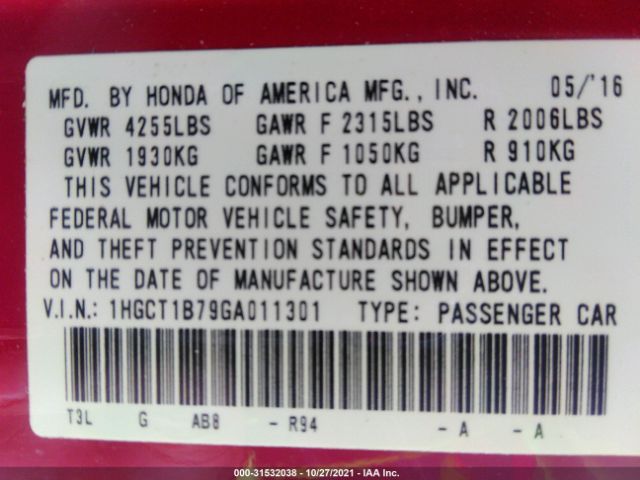 MFD. BY HONDA OF AMERICA MFG., INC. 05/'16
GVWR 4255LBS GAWR F 2315LBS R 2006LBS
GVWR 1930KG GAWR F 1050KG R 910KG
THIS VEHICLE CONFORMS TO ALL APPLICABLE
FEDERAL MOTOR VEHICLE SAFETY, BUMPER,
AND THEFT PREVENTION STANDARDS IN EFFECT
ON THE DATE OF MANUFACTURE SHOWN ABOVE.
V.I.N.: 1HGCT1B79GA011301 TYPE: PASSENGER CAR
T3L G AB8 - R94 - A - A
000-31532038 - 10/27/2021 - IAA Inc.